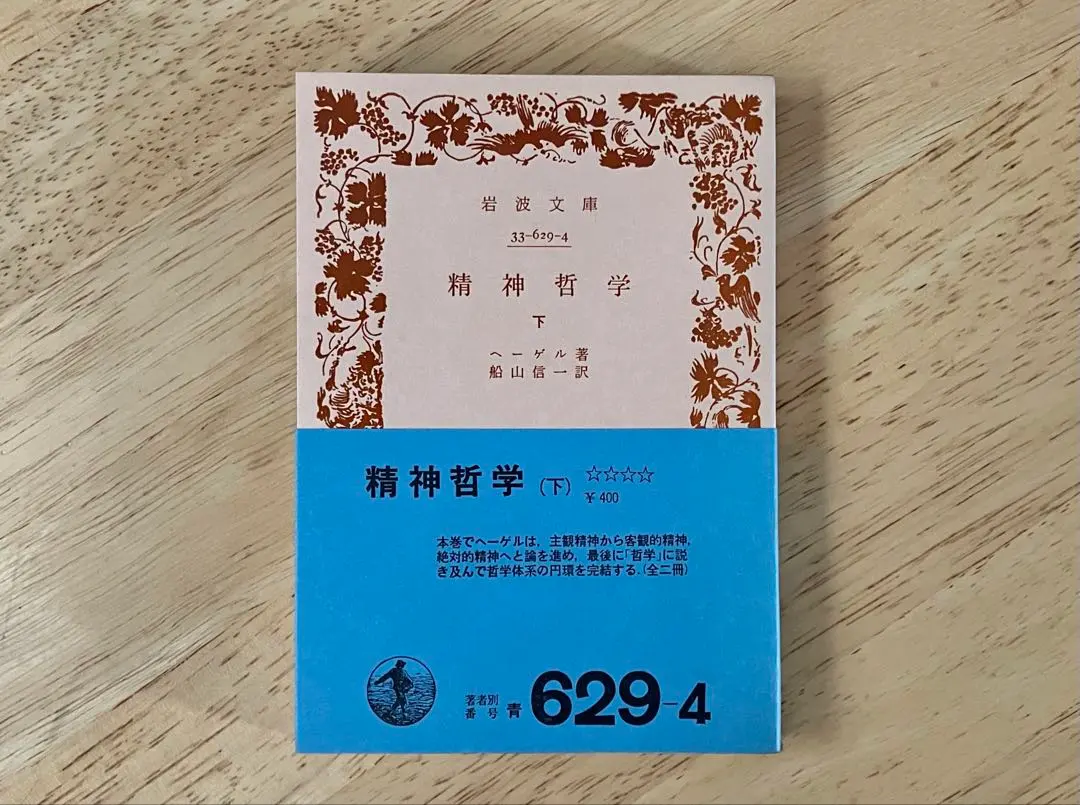 岩波文庫
33-629-4
精神哲学
下
ヘーゲル著
船山信一訳
精神哲学(下) ☆☆☆☆
¥400
本巻でヘーゲルは，主観精神から客観的精神，
絶対的精神へと論を進め，最後に「哲学」に説
き及んで哲学体系の円環を完結する．(全二冊)
著者別
番号 青 629-4